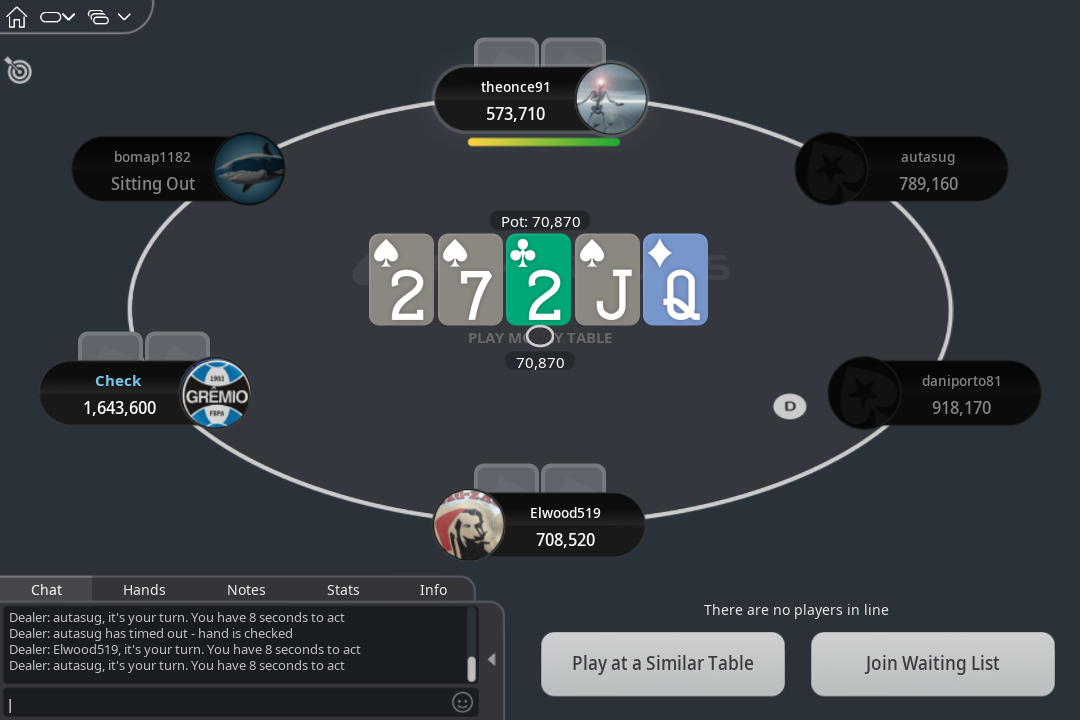 theonce91
573,710
bomap1182
Sitting Out
autasug
789,160
Pot: 70,870
2 7 2 J Q
PLAY MONEY TABLE
70,870
Check
1,643,600
1903
GRÊMIO
FBPA
daniporto81
918,170
D
Elwood519
708,520
Chat Hands Notes Stats Info
Dealer: autasug, it's your turn. You have 8 seconds to act
Dealer: autasug has timed out - hand is checked
Dealer: Elwood519, it's your turn. You have 8 seconds to act
Dealer: autasug, it's your turn. You have 8 seconds to act
There are no players in line
Play at a Similar Table
Join Waiting List